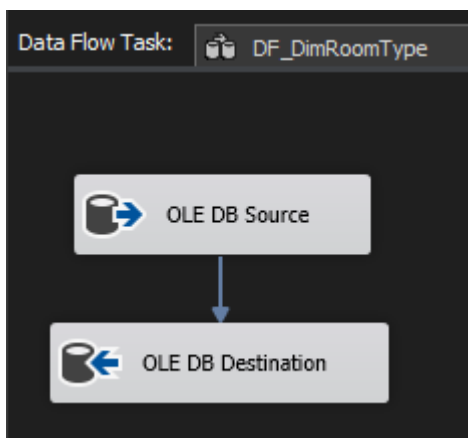 Data Flow Task: DF_DimRoomType
OLE DB Source
OLE DB Destination